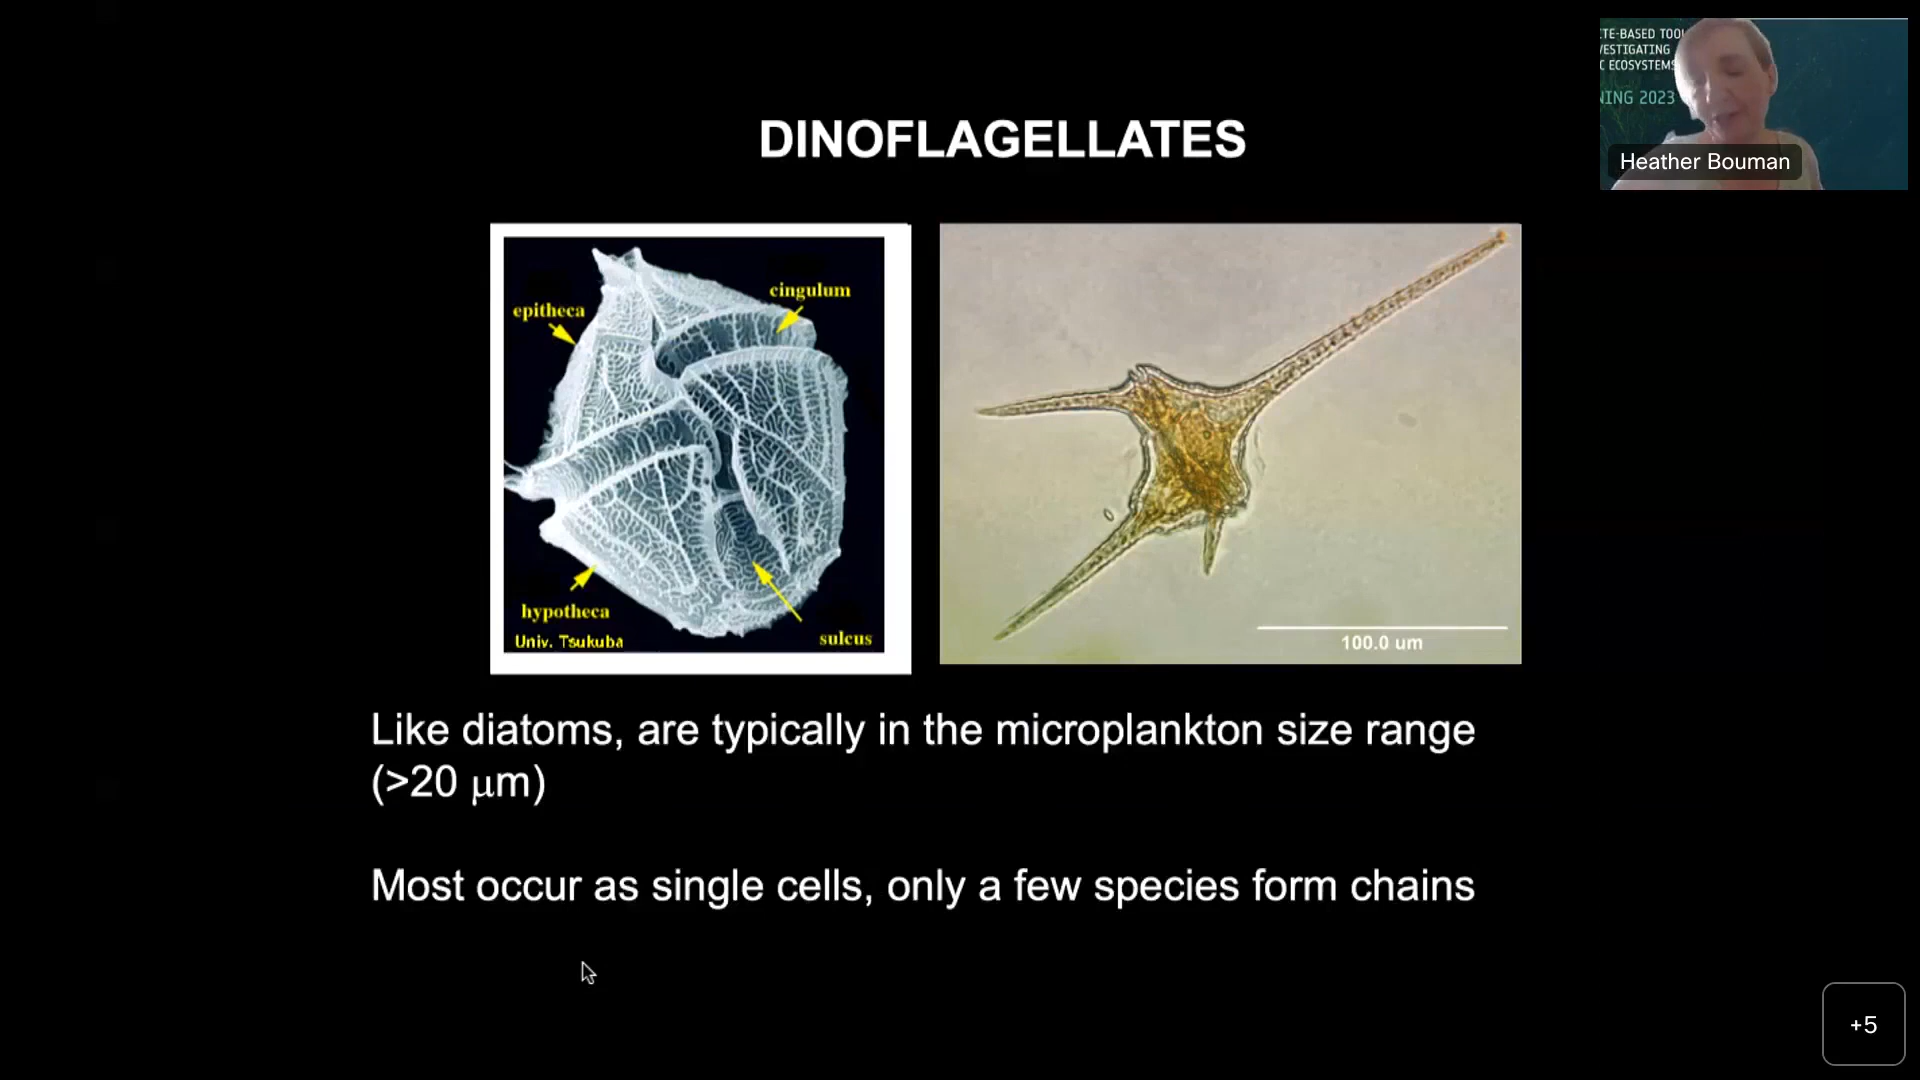 TE-BASED TOO
VESTIGATING
C ECOSYSTEMS
NING 2023
Heather Bouman
DINOFLAGELLATES
epitheca
cingulum
hypotheca
Univ. Tsukuba
sulcus
100.0 um
Like diatoms, are typically in the microplankton size range
(>20 μm)
Most occur as single cells, only a few species form chains
+5